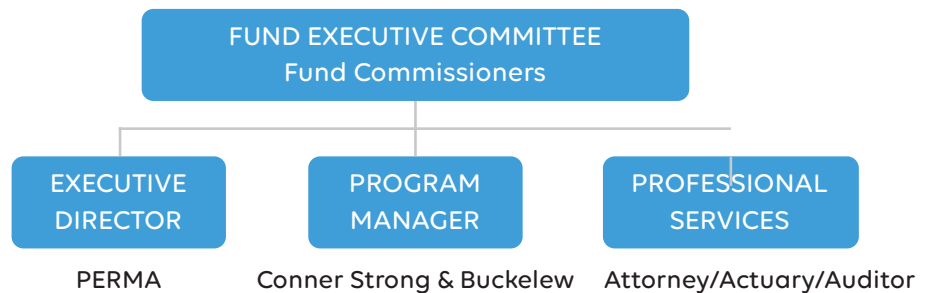 FUND EXECUTIVE COMMITTEE
Fund Commissioners
EXECUTIVE
DIRECTOR
PROGRAM
MANAGER
PROFESSIONAL
SERVICES
PERMA
Conner Strong & Buckelew
Attorney/Actuary/Auditor